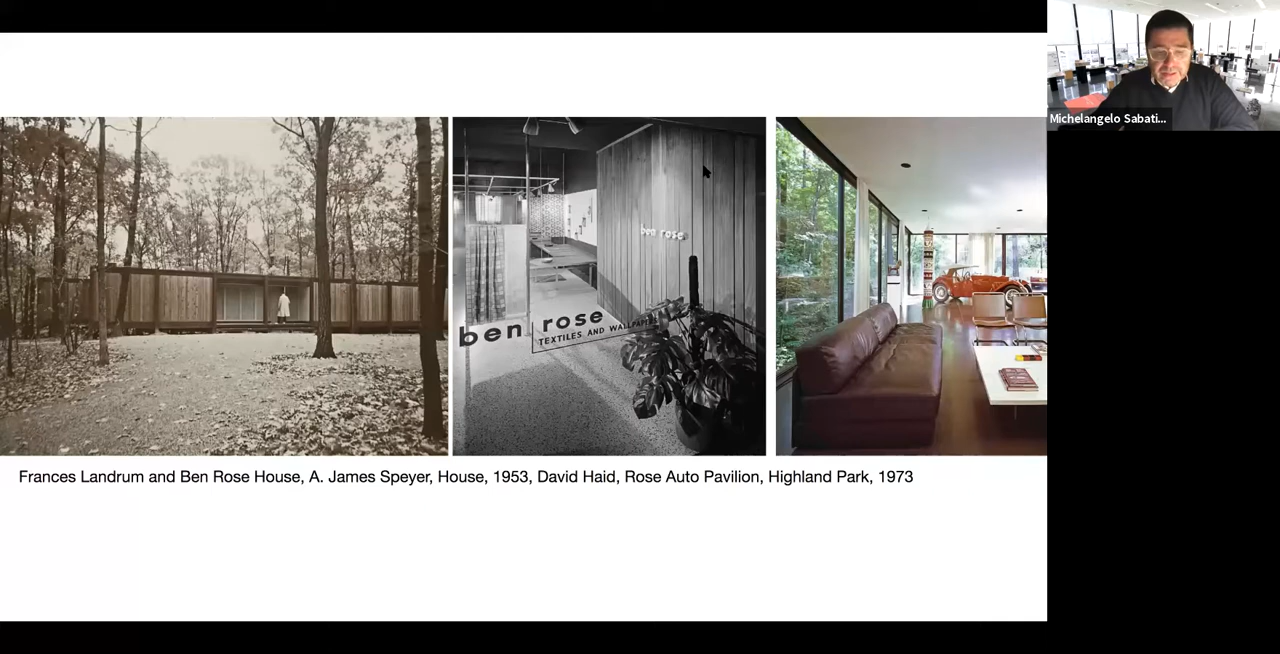 Michelangelo Sabati...
ben rose
ben rose
TEXTILES AND WALLPAPERS
Frances Landrum and Ben Rose House, A. James Speyer, House, 1953, David Haid, Rose Auto Pavilion, Highland Park, 1973